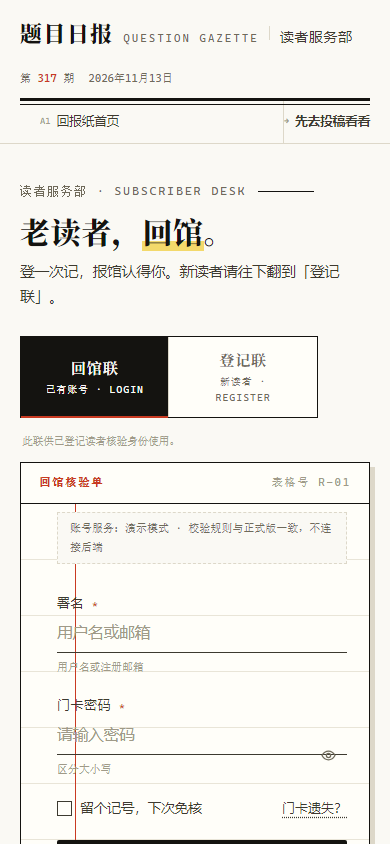 题目日报 QUESTION GAZETTE 读者服务部
第 317 期 2026年11月13日
A1 回报纸首页 → 先去投稿看看
读者服务部 · SUBSCRIBER DESK
老读者，回馆。
登一次记，报馆认得你。新读者请往下翻到「登记
联」。
回馆联
已有账号 · LOGIN
登记联
新读者 ·
REGISTER
此联供已登记读者核验身份使用。
回馆核验单 表格号 R—01
账号服务：演示模式 · 校验规则与正式版一致，不连
接后端
署名 *
用户名或邮箱
用户名或注册邮箱
门卡密码 *
请输入密码
区分大小写
留个记号，下次免核 门卡遗失？